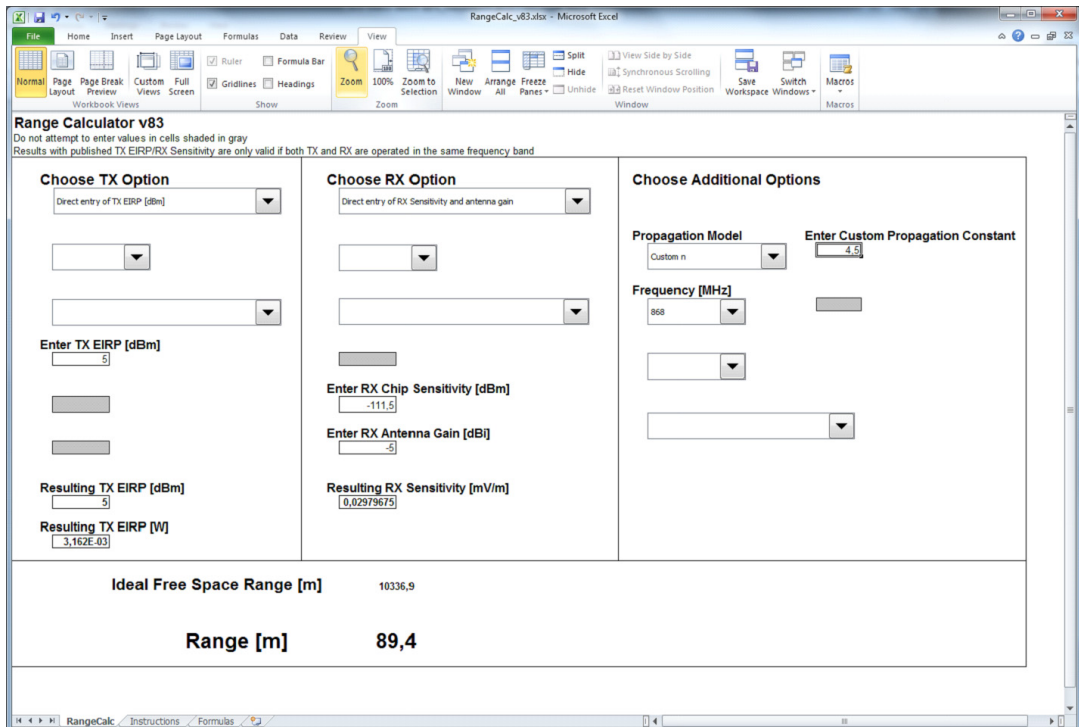 RangeCalc_v83.xlsx - Microsoft Excel
File Home Insert Page Layout Formulas Data Review View
Normal Page Layout Page Break Preview Custom Views Full Screen
Workbook Views
Ruler Formula Bar
Gridlines Headings
Show
Zoom 100% Zoom to Selection
Zoom
New Window Arrange All Freeze Panes
Split
Hide
Unhide
View Side by Side
Synchronous Scrolling
Reset Window Position
Window
Save Workspace Switch Windows
Macros
Macros
Range Calculator v83
Do not attempt to enter values in cells shaded in gray
Results with published TX EIRP/RX Sensitivity are only valid if both TX and RX are operated in the same frequency band
Choose TX Option
Direct entry of TX EIRP [dBm]
Enter TX EIRP [dBm]
5
Resulting TX EIRP [dBm]
5
Resulting TX EIRP [W]
3,162E-03
Choose RX Option
Direct entry of RX Sensitivity and antenna gain
Enter RX Chip Sensitivity [dBm]
-111,5
Enter RX Antenna Gain [dBi]
-5
Resulting RX Sensitivity [mV/m]
0,02979675
Choose Additional Options
Propagation Model
Custom n
Enter Custom Propagation Constant
4,5
Frequency [MHz]
868
Ideal Free Space Range [m] 10336,9
Range [m] 89,4
RangeCalc Instructions Formulas